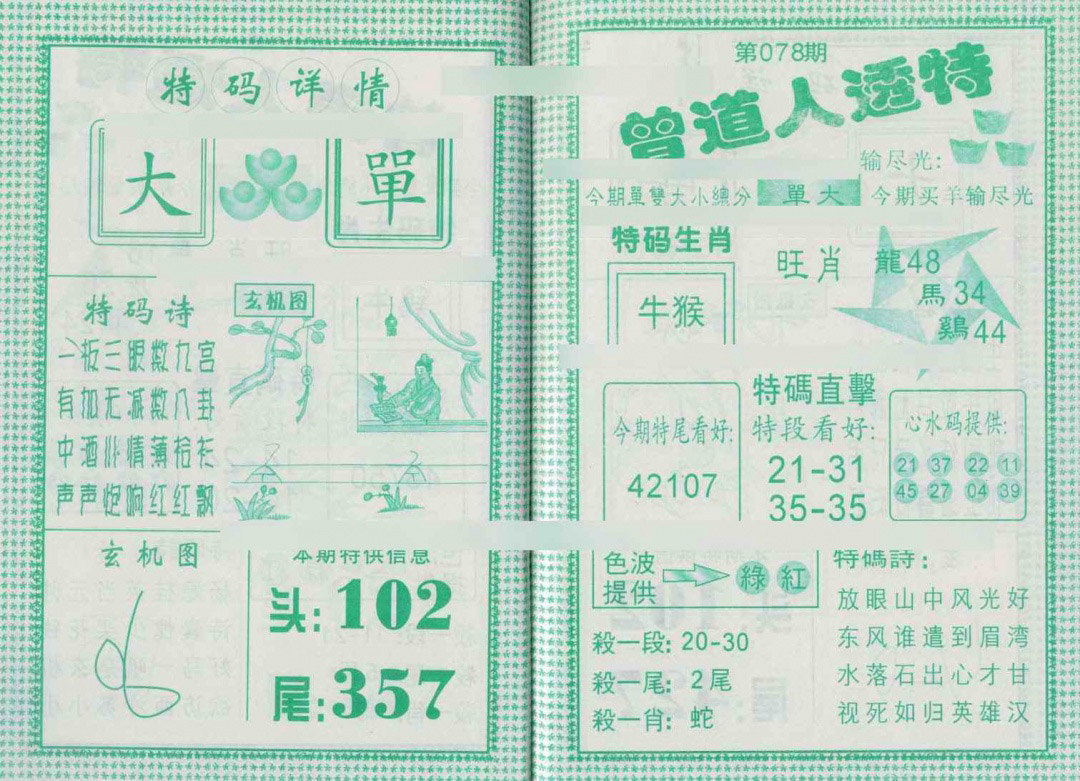 特码详情
大
單
特码诗
玄机图
一板三眼数九宫
有加无减数八卦
声声炮响红红飘
玄机图
本期特供信息
头:102
尾:357
第078期
曾道人透特
输尽光:
今期單雙大小總分 單大 今期买羊输尽光
特码生肖
牛猴
旺肖
龍48
馬34
鷄44
今期特尾看好:
42107
特碼直擊
特段看好:
21-31
35-35
心水码提供:
21 37 22 11
45 27 04 39
色波
提供
綠 紅
殺一段: 20-30
殺一尾: 2尾
殺一肖: 蛇
特碼詩:
放眼山中风光好
东风谁遣到眉湾
水落石出心才甘
视死如归英雄汉